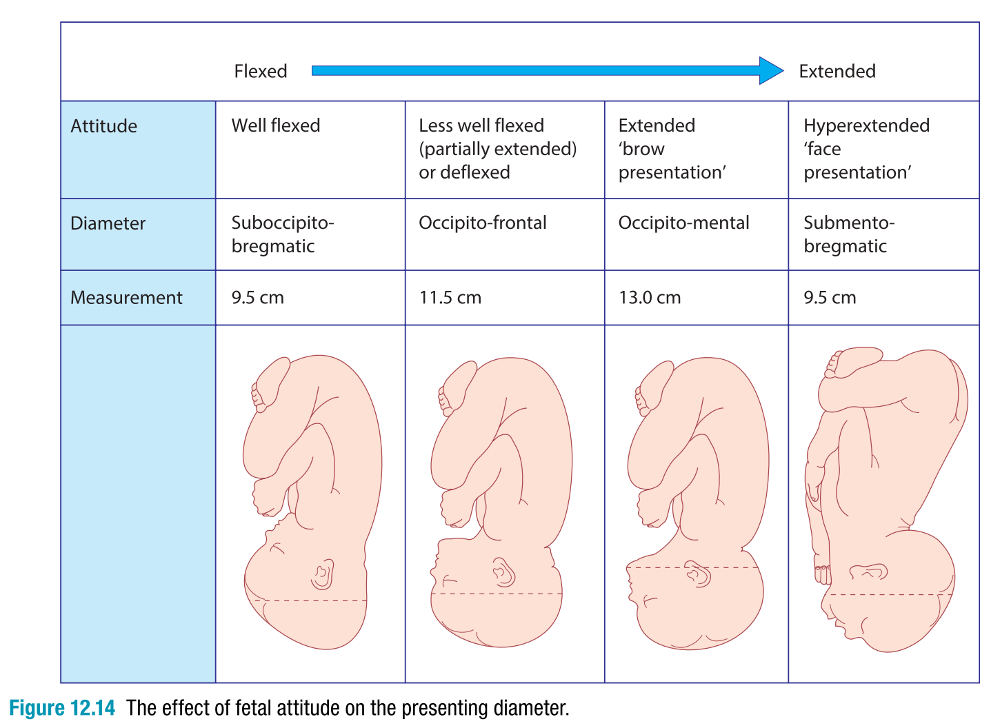 Flexed Extended
Attitude
Well flexed
Less well flexed
(partially extended)
or deflexed
Extended
‘brow
presentation’
Hyperextended
‘face
presentation’
Diameter
Suboccipito-
bregmatic
Occipito-frontal
Occipito-mental
Submento-
bregmatic
Measurement
9.5 cm
11.5 cm
13.0 cm
9.5 cm
Figure 12.14 The effect of fetal attitude on the presenting diameter.